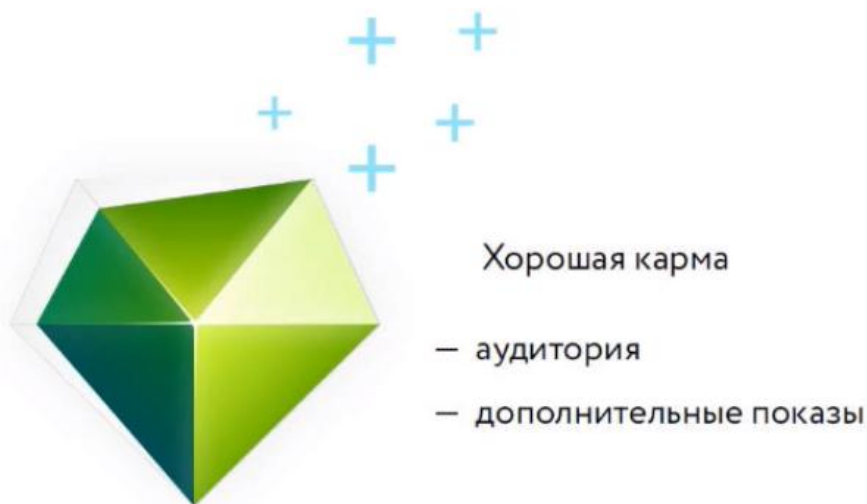 Хорошая карма
— аудитория
— дополнительные показы